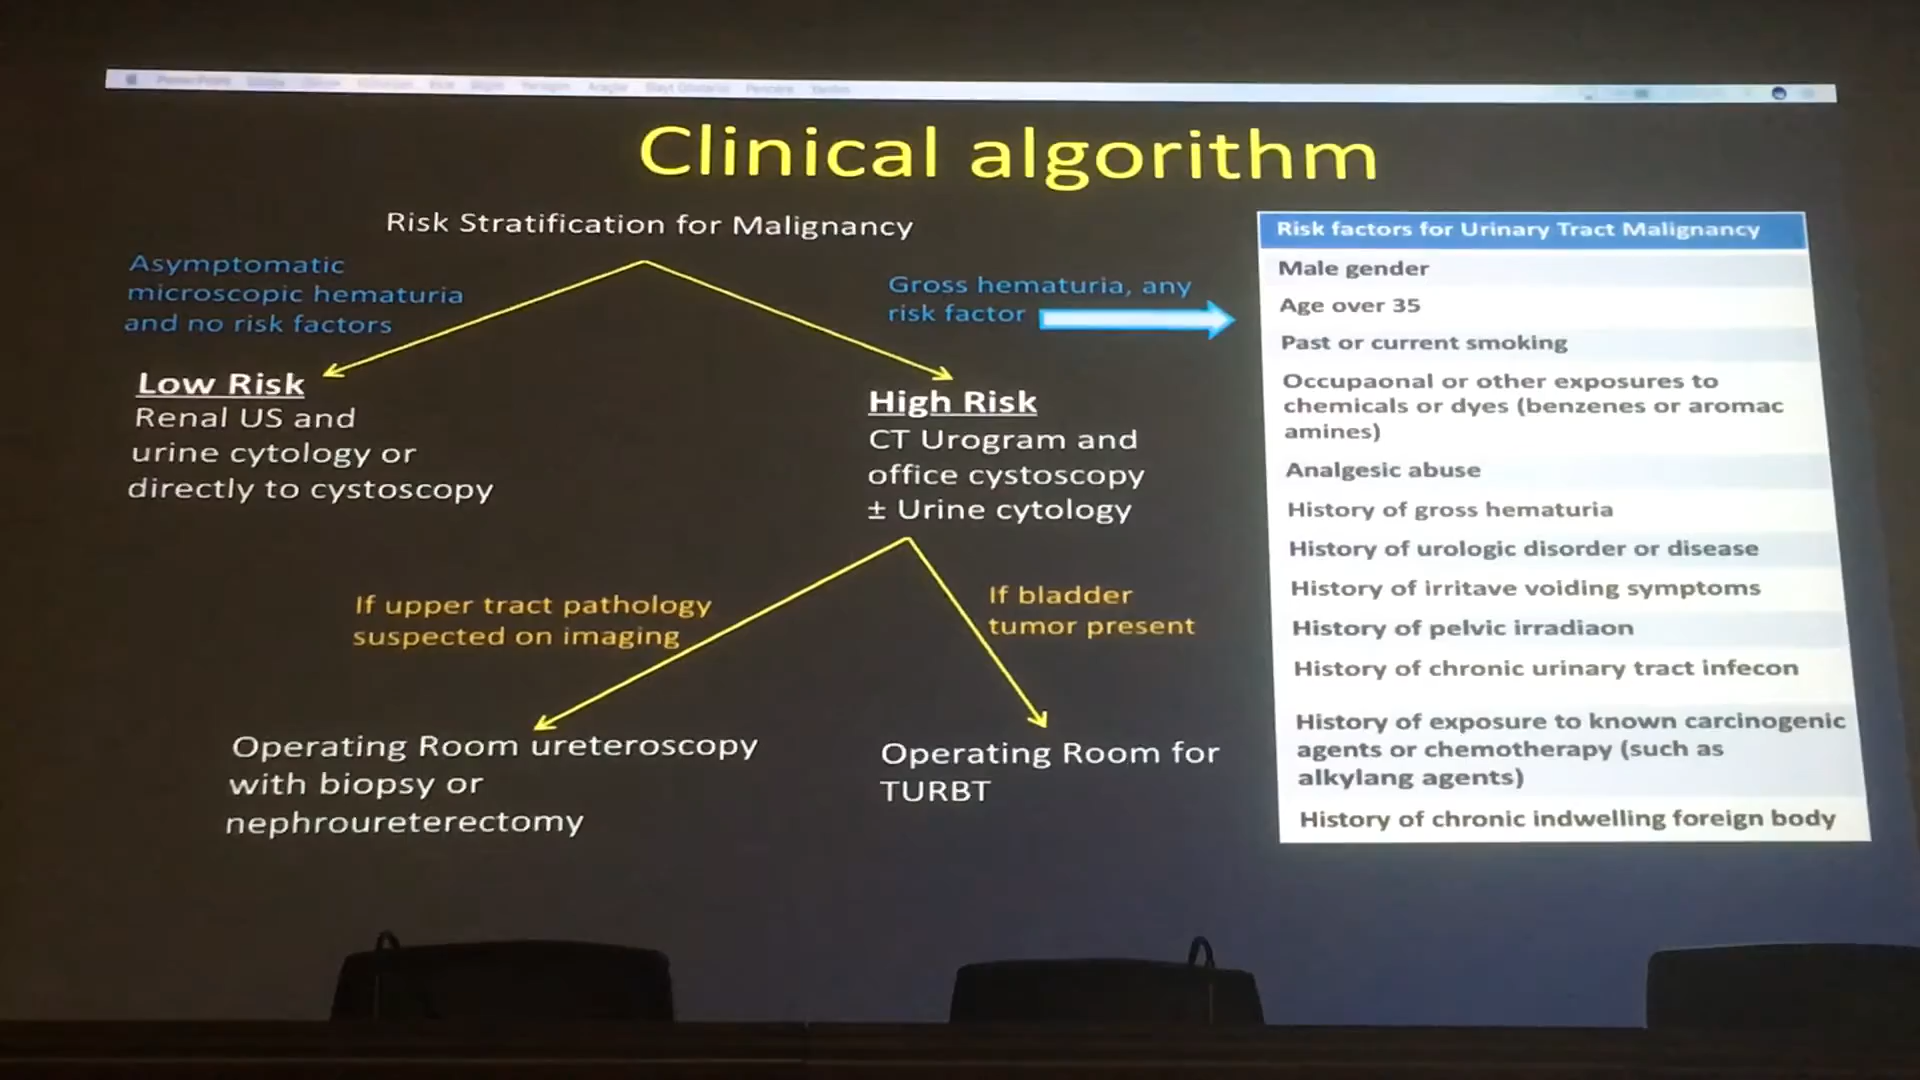 Clinical algorithm
Risk Stratification for Malignancy
Asymptomatic
microscopic hematuria
and no risk factors
Gross hematuria, any
risk factor
Low Risk
Renal US and
urine cytology or
directly to cystoscopy
High Risk
CT Urogram and
office cystoscopy
± Urine cytology
If upper tract pathology
suspected on imaging
If bladder
tumor present
Operating Room ureteroscopy
with biopsy or
nephroureterectomy
Operating Room for
TURBT
Risk factors for Urinary Tract Malignancy
Male gender
Age over 35
Past or current smoking
Occupaonal or other exposures to
chemicals or dyes (benzenes or aromac
amines)
Analgesic abuse
History of gross hematuria
History of urologic disorder or disease
History of irritave voiding symptoms
History of pelvic irradiaon
History of chronic urinary tract infecon
History of exposure to known carcinogenic
agents or chemotherapy (such as
alkylang agents)
History of chronic indwelling foreign body